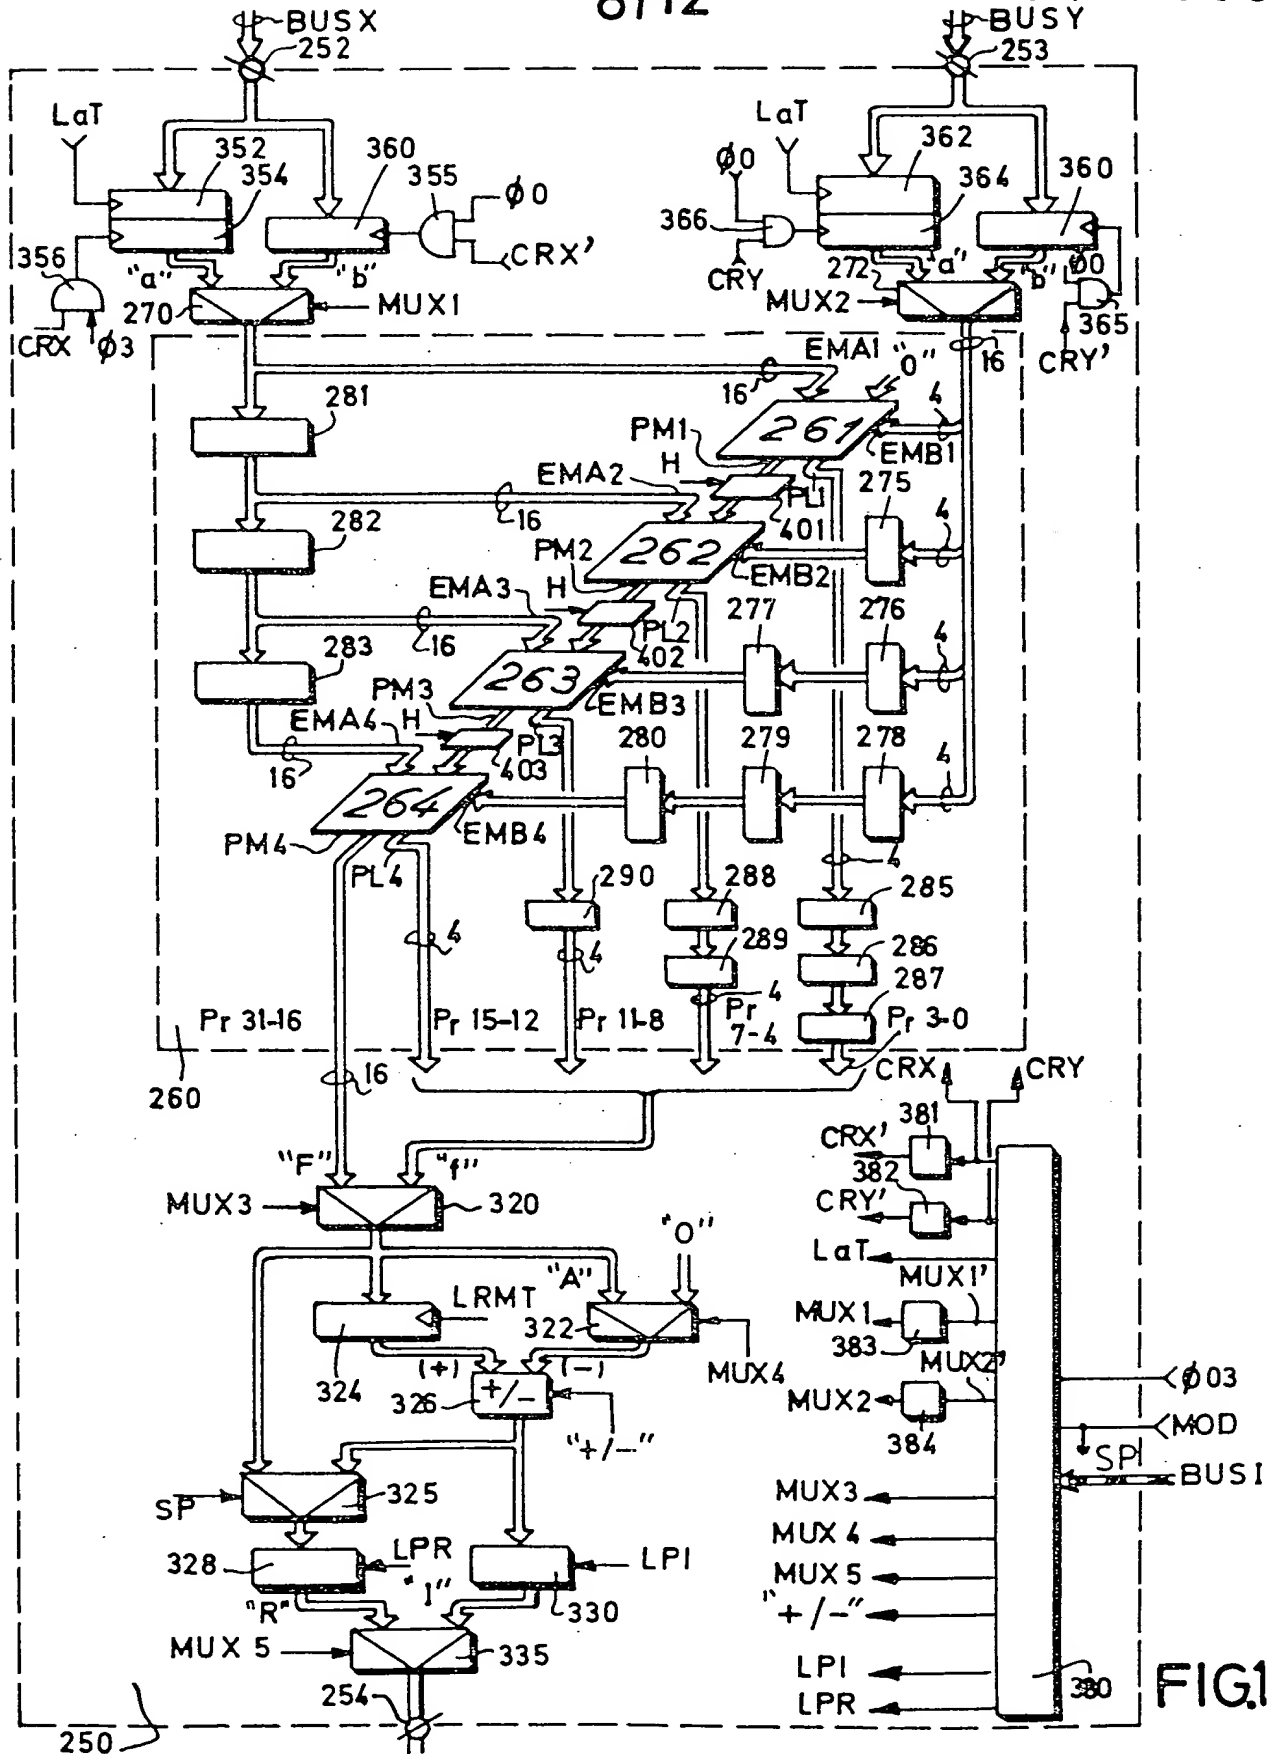 8/12
BUSX
BUSY
252
253
LaT
LaT
352
354
360
355
φ0
CRX'
φ0
362
364
360
366
356
"a"
"b"
CRY
272
"a"
"b"
φ0
270
MUX1
MUX2
365
CRX
φ3
CRY'
EMA1
"0"
16
16
281
261
4
PM1
EMB1
H
EMA2
PL1
275
401
16
282
262
4
PM2
EMB2
H
EMA3
277
276
PL2
402
16
4
283
263
PM3
EMB3
EMA4
H
PL3
280
279
278
403
16
4
264
PM4
EMB4
PL4
4
290
288
285
4
4
289
286
4
287
Pr 31-16
Pr 15-12
Pr 11-8
Pr 7-4
Pr 3-0
260
16
CRX
CRY
381
CRX'
"F"
"f"
382
MUX3
320
CRY'
"0"
LaT
"A"
MUX1'
LRMT
MUX1
322
383
MUX2'
(+)
(-)
MUX4
324
+/-
326
φ03
MUX2
384
MOD
"+/-"
SP
BUSI
325
SP
MUX3
MUX4
LPR
328
LPI
MUX5
"I"
"R"
330
"+/-"
MUX5
335
LPI
380
254
LPR
250
FIG.1